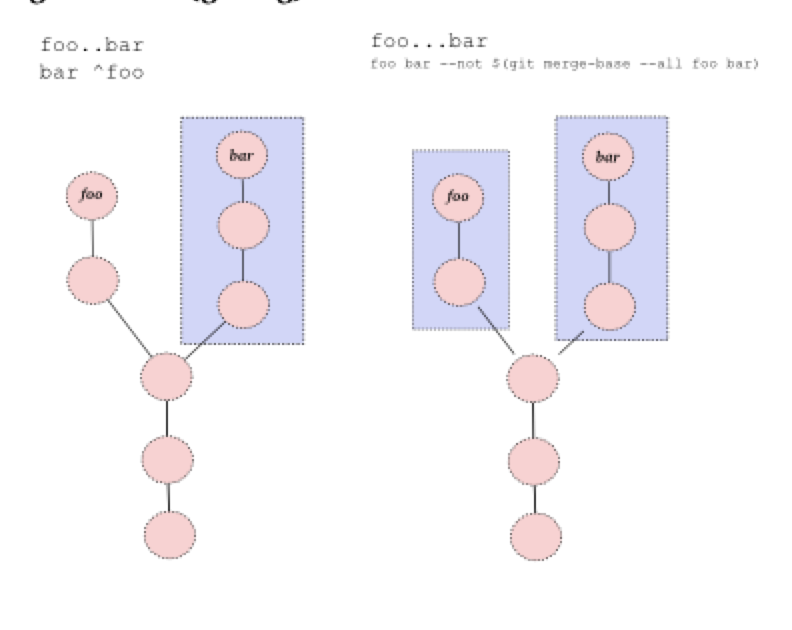 foo..bar
bar ^foo
foo...bar
foo bar --not $(git merge-base --all foo bar)
bar
foo
bar
foo